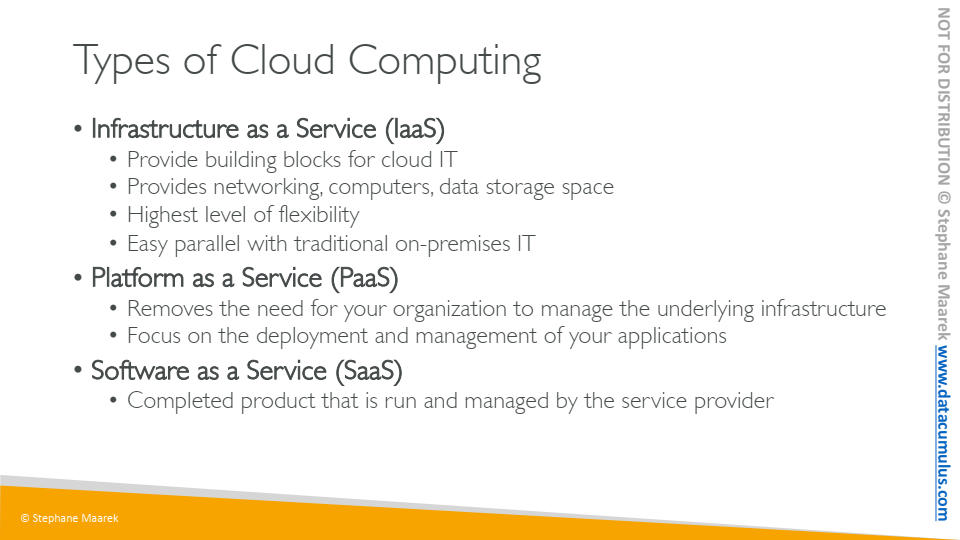 Types of Cloud Computing
• Infrastructure as a Service (IaaS)
• Provide building blocks for cloud IT
• Provides networking, computers, data storage space
• Highest level of flexibility
• Easy parallel with traditional on-premises IT
• Platform as a Service (PaaS)
• Removes the need for your organization to manage the underlying infrastructure
• Focus on the deployment and management of your applications
• Software as a Service (SaaS)
• Completed product that is run and managed by the service provider
© Stephane Maarek
NOT FOR DISTRIBUTION © Stephane Maarek www.datacumulus.com